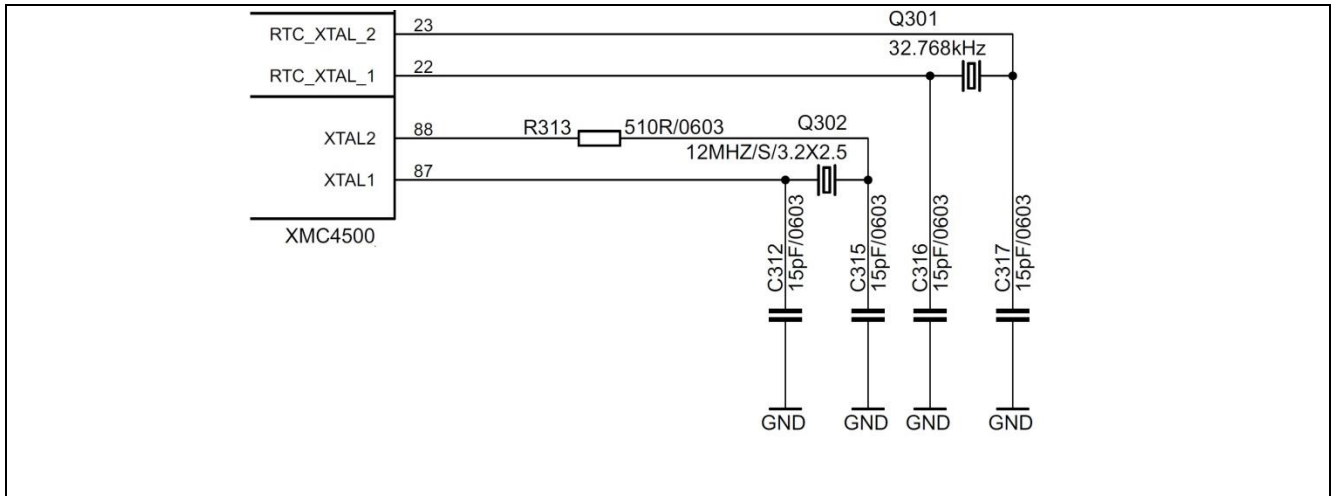 Q301
RTC_XTAL_2 23
32.768kHz
RTC_XTAL_1 22
Q302
XTAL2 88 R313 510R/0603
12MHZ/S/3.2X2.5
XTAL1 87
XMC4500
C312
15pF/0603
C315
15pF/0603
C316
15pF/0603
C317
15pF/0603
GND GND GND GND